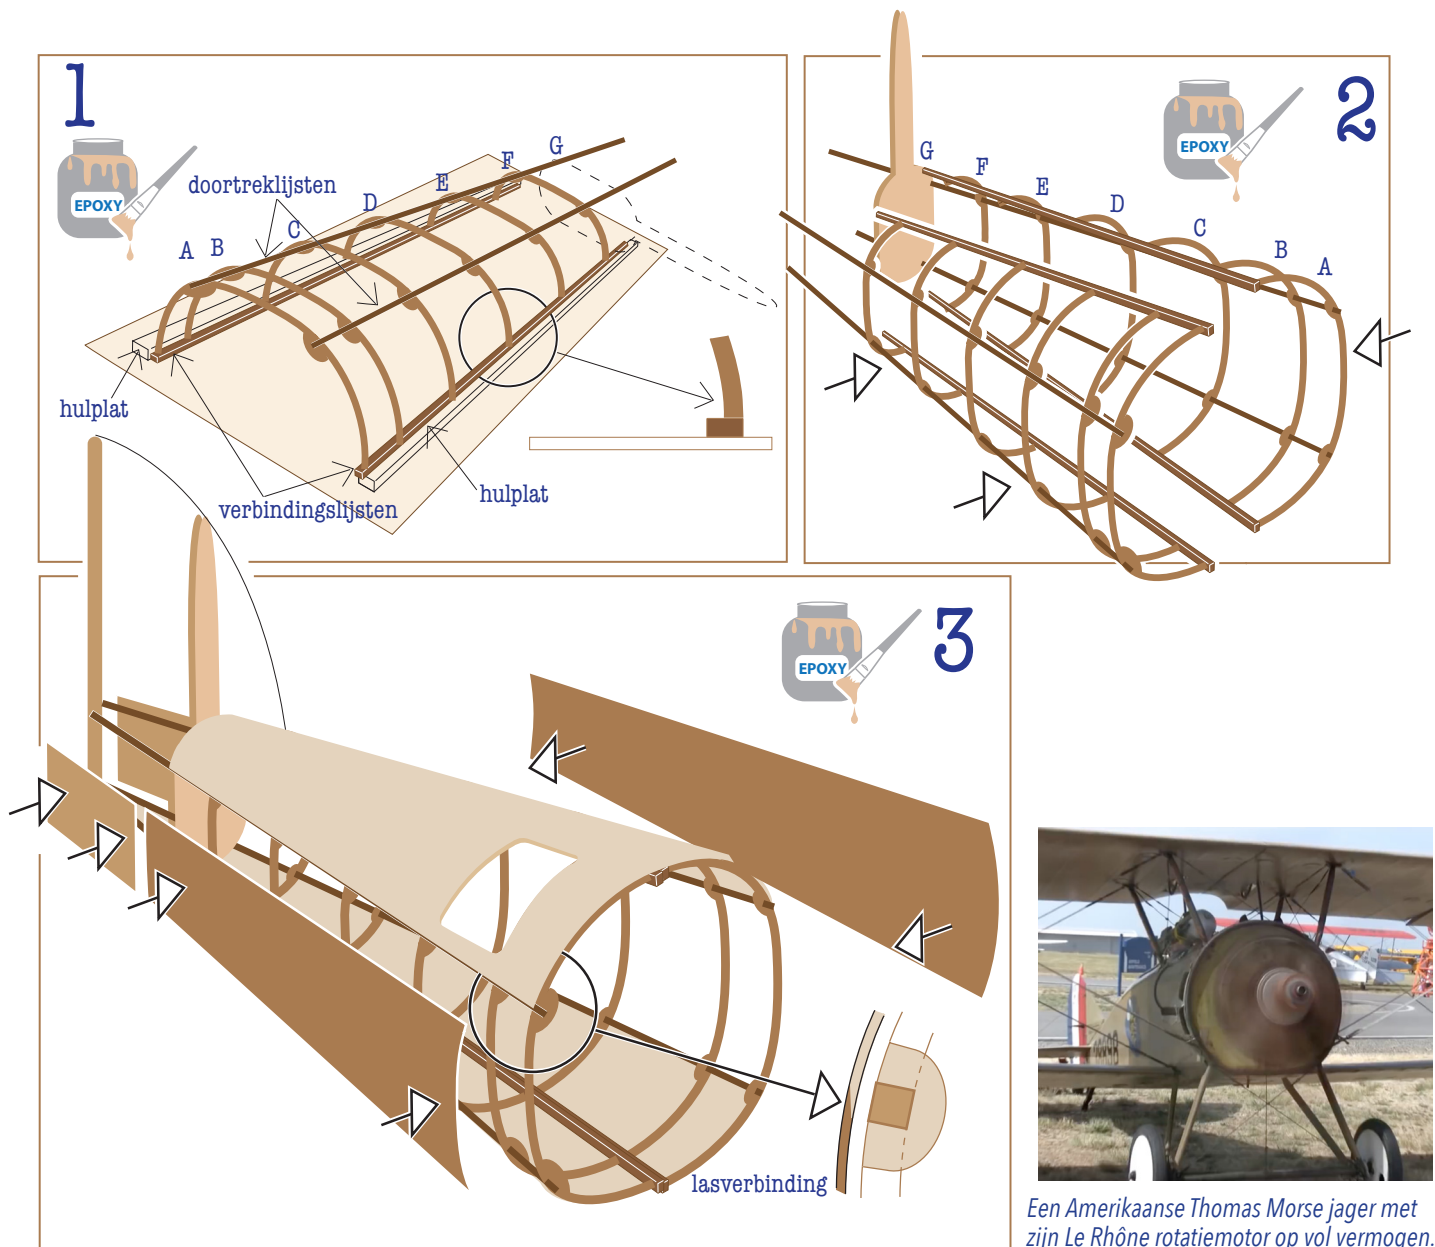 1
EPOXY
doortreklijsten
A
B
C
D
E
F
G
hulplat
verbindingslijsten
hulplat
2
EPOXY
G
F
E
D
C
B
A
3
EPOXY
lasverbinding
Een Amerikaanse Thomas Morse jager met
zijn Le Rhône rotatiemotor op vol vermogen.